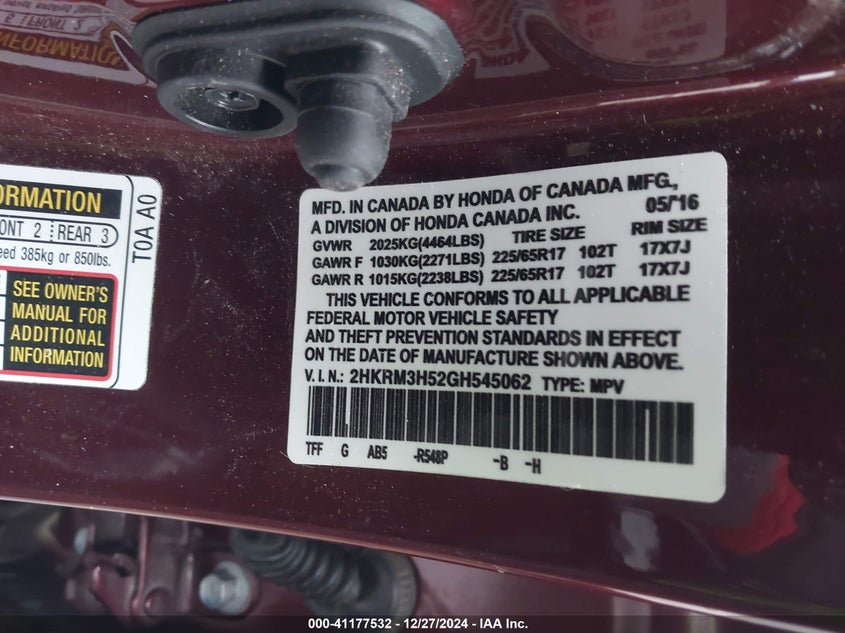 ORMATION
ONT 2 REAR 3
eed 385kg or 850lbs.
SEE OWNER'S
MANUAL FOR
ADDITIONAL
INFORMATION
T0A A0
MFD. IN CANADA BY HONDA OF CANADA MFG.,
A DIVISION OF HONDA CANADA INC. 05/'16
GVWR 2025KG(4464LBS) TIRE SIZE RIM SIZE
GAWR F 1030KG(2271LBS) 225/65R17 102T 17X7J
GAWR R 1015KG(2238LBS) 225/65R17 102T 17X7J
THIS VEHICLE CONFORMS TO ALL APPLICABLE
FEDERAL MOTOR VEHICLE SAFETY
AND THEFT PREVENTION STANDARDS IN EFFECT
ON THE DATE OF MANUFACTURE SHOWN ABOVE.
V.I.N.: 2HKRM3H52GH545062 TYPE: MPV
TFF G AB5 -R548P -B -H
000-41177532 - 12/27/2024 - IAA Inc.